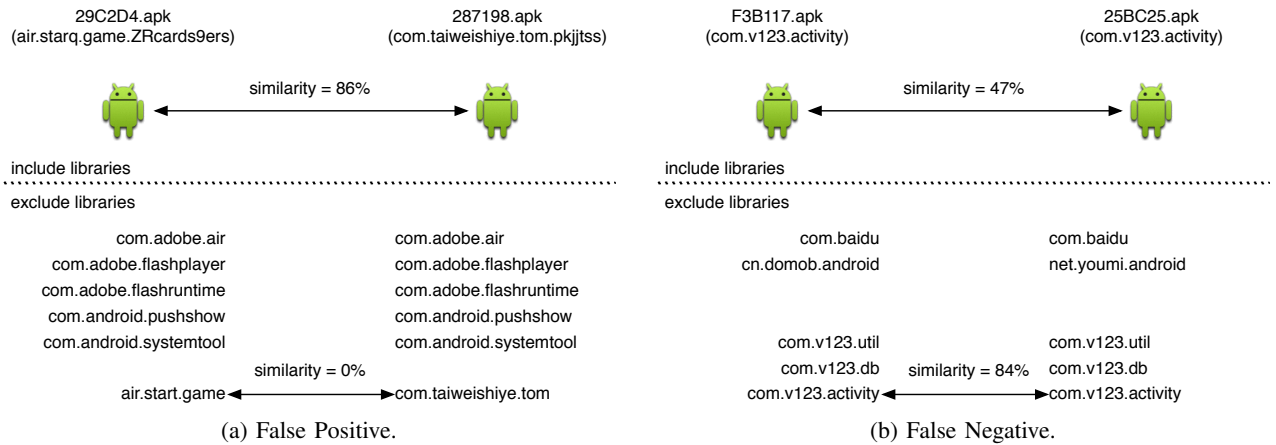 29C2D4.apk
(air.starq.game.ZRcards9ers)
287198.apk
(com.taiweishiye.tom.pkjjtss)
similarity = 86%
include libraries
exclude libraries
com.adobe.air
com.adobe.flashplayer
com.adobe.flashruntime
com.android.pushshow
com.android.systemtool
com.adobe.air
com.adobe.flashplayer
com.adobe.flashruntime
com.android.pushshow
com.android.systemtool
similarity = 0%
air.start.game
com.taiweishiye.tom
(a) False Positive.
F3B117.apk
(com.v123.activity)
25BC25.apk
(com.v123.activity)
similarity = 47%
include libraries
exclude libraries
com.baidu
cn.domob.android
com.baidu
net.youmi.android
com.v123.util
com.v123.db
com.v123.activity
similarity = 84%
com.v123.util
com.v123.db
com.v123.activity
(b) False Negative.